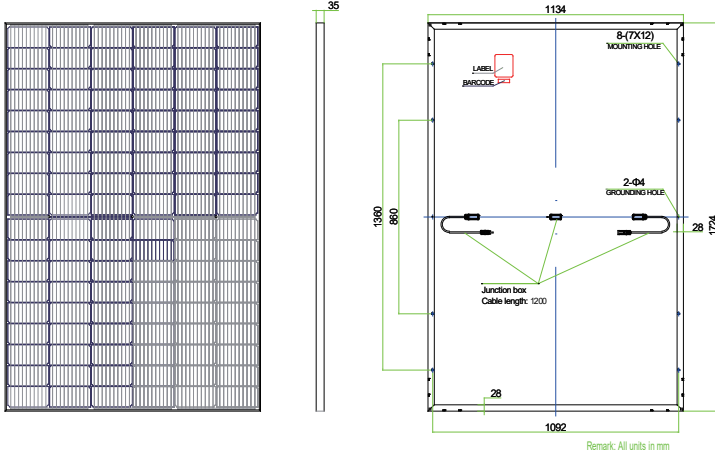 35
1134
8-(7X12)
MOUNTING HOLE
LABEL
BARCODE
2-Φ4
GROUNDING HOLE
1360
860
28
1724
Junction box
Cable length: 1200
28
1092
Remark: All units in mm